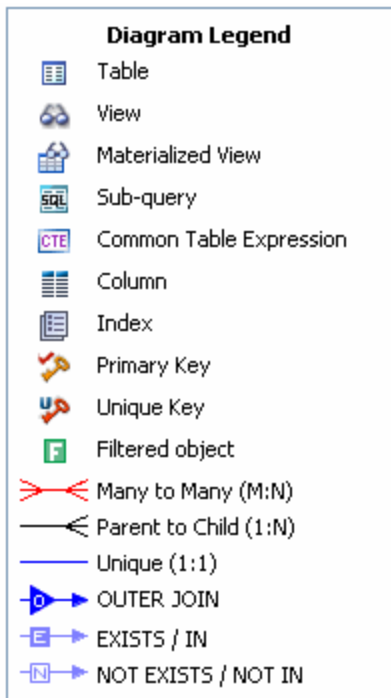 Diagram Legend
Table
View
Materialized View
SQL Sub-query
CTE Common Table Expression
Column
Index
Primary Key
U Unique Key
F Filtered object
Many to Many (M:N)
Parent to Child (1:N)
Unique (1:1)
O OUTER JOIN
E EXISTS / IN
N NOT EXISTS / NOT IN